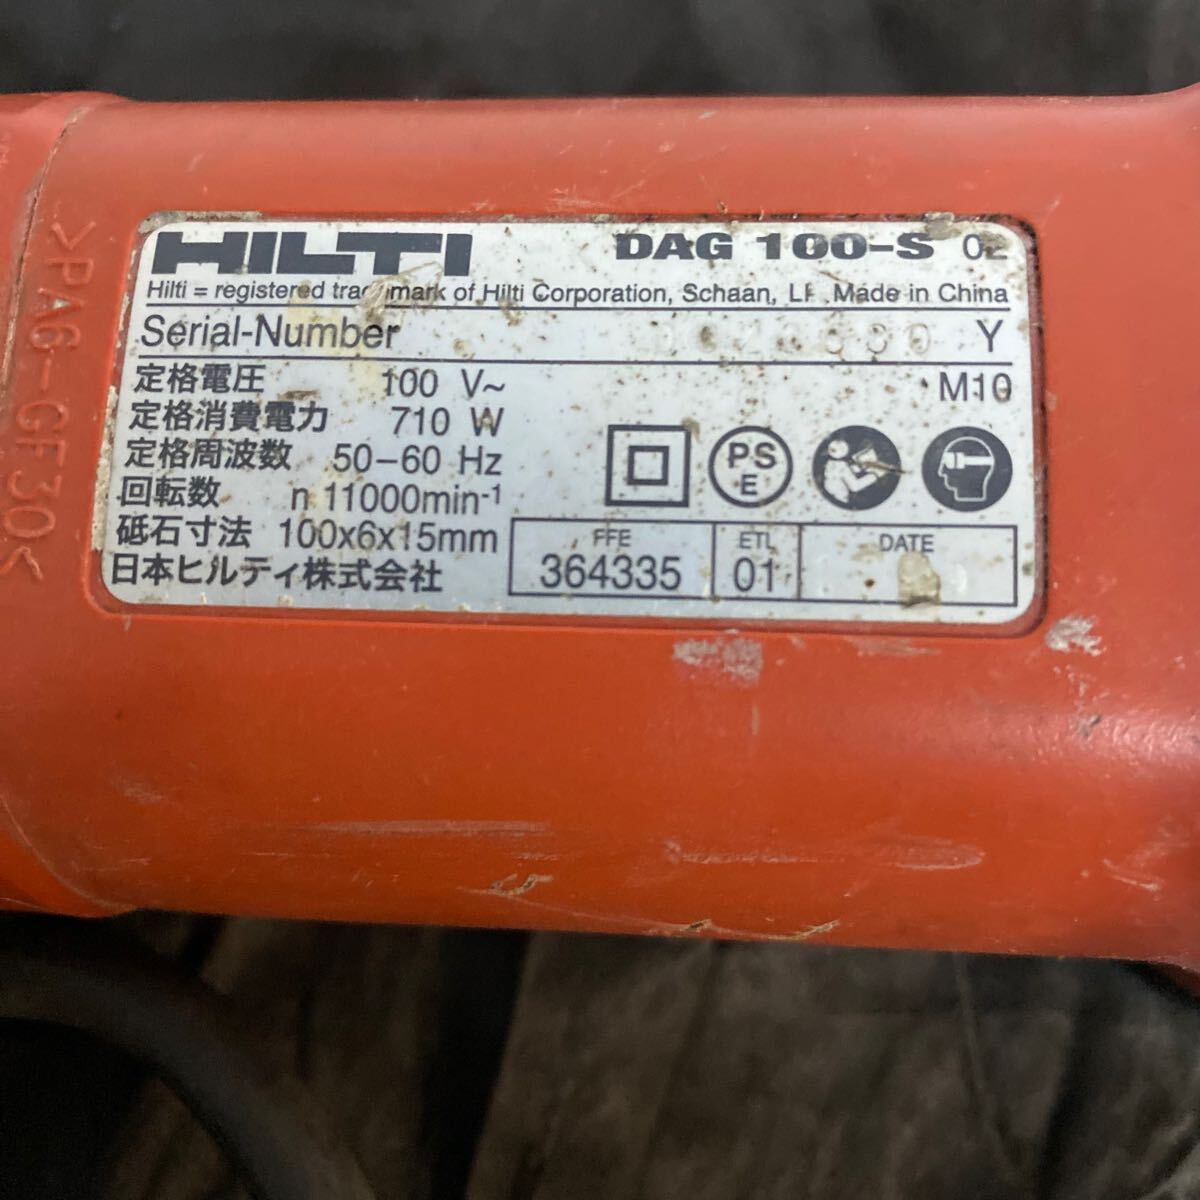 HILTI DAG 100-S 02
Hilti = registered trademark of Hilti Corporation, Schaan, LI Made in China
Serial-Number Y
定格電圧 100 V~ M10
定格消費電力 710 W
定格周波数 50-60 Hz
回転数 n 11000min-1
砥石寸法 100x6x15mm
日本ヒルティ株式会社
PS
E
FFE ETL DATE
364335 01
>PA6-GF30<